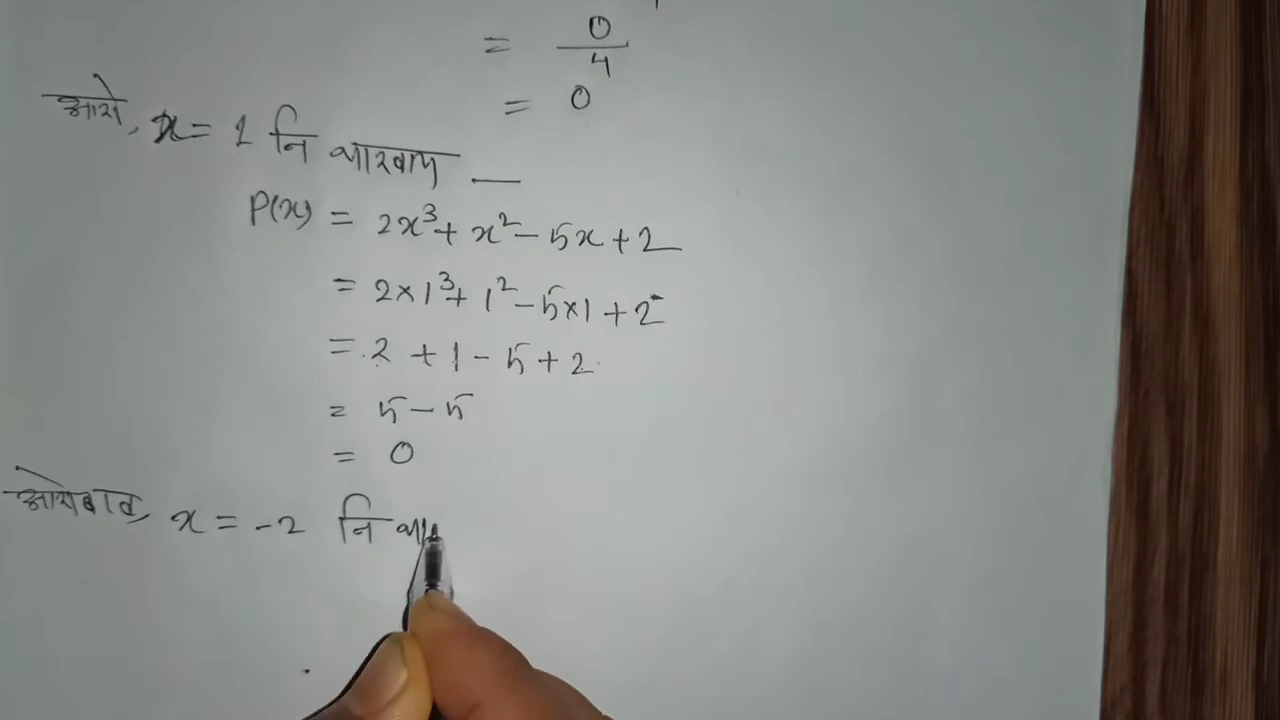 = 0/4
= 0
आरो, x = 1 नि थाखाय —
P(x) = 2x³ + x² - 5x + 2
= 2×1³ + 1² - 5×1 + 2
= 2 + 1 - 5 + 2
= 5 - 5
= 0
x = -2 नि